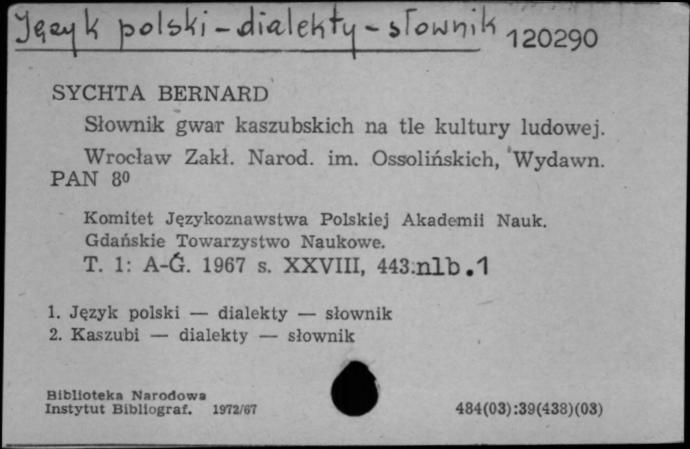 Język polski - dialekty - słownik 120290
SYCHTA BERNARD
Słownik gwar kaszubskich na tle kultury ludowej.
Wrocław Zakł. Narod. im. Ossolińskich, Wydawn.
PAN 8⁰
Komitet Językoznawstwa Polskiej Akademii Nauk.
Gdańskie Towarzystwo Naukowe.
T. 1: A-Ǵ. 1967 s. XXVIII, 443.nlb.1
1. Język polski — dialekty — słownik
2. Kaszubi — dialekty — słownik
Biblioteka Narodowa
Instytut Bibliograf. 1972/67 484(03):39(438)(03)